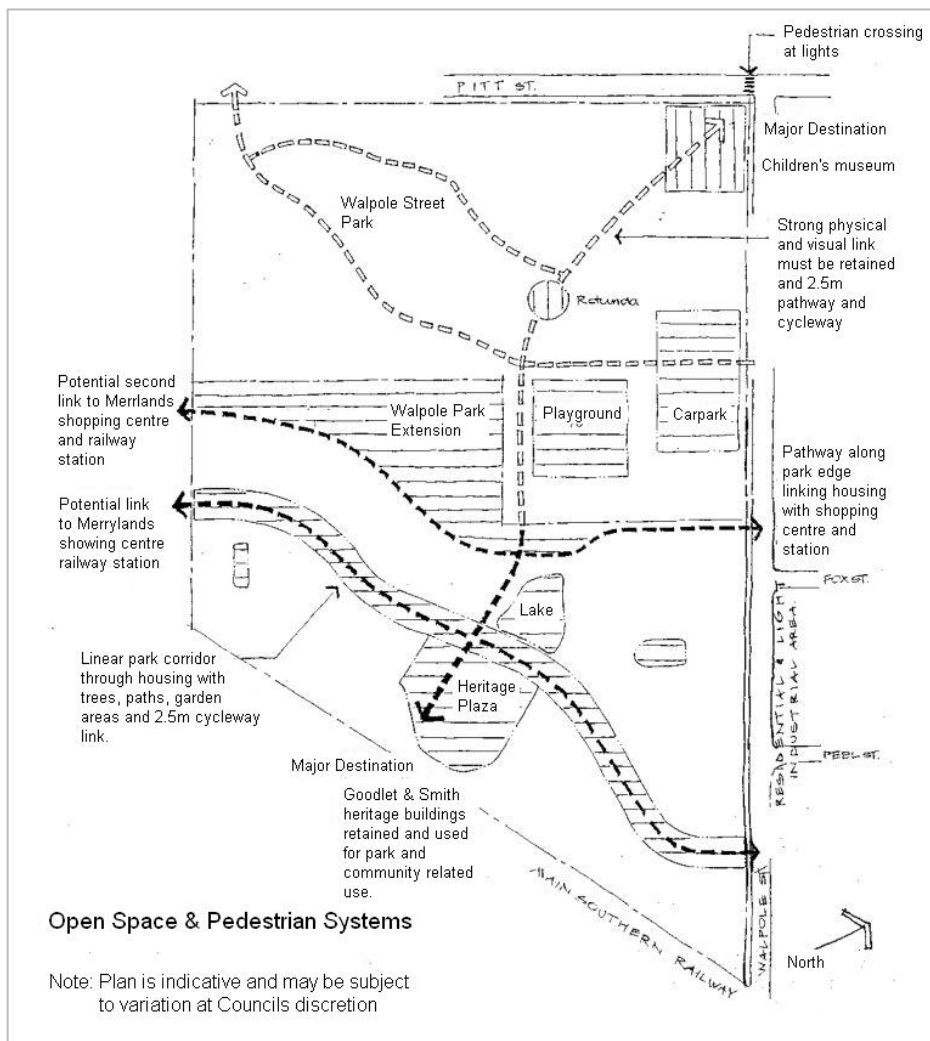 Pedestrian crossing
at lights
PITT ST.
Major Destination
Children's museum
Walpole Street
Park
Strong physical
and visual link
must be retained
and 2.5m
pathway and
cycleway
Rotunda
Potential second
link to Merrlands
shopping centre
and railway
station
Walpole Park
Extension
Playground
Carpark
Pathway along
park edge
linking housing
with shopping
centre and
station
Potential link
to Merrylands
showing centre
railway station
FOX ST.
Lake
RESIDENTIAL & LIGHT
INDUSTRIAL AREA.
Linear park corridor
through housing with
trees, paths, garden
areas and 2.5m cycleway
link.
Heritage
Plaza
PEEL ST.
Major Destination
Goodlet & Smith
heritage buildings
retained and used
for park and
community related
use.
MAIN SOUTHERN RAILWAY
WALPOLE ST
North
Open Space & Pedestrian Systems
Note: Plan is indicative and may be subject
to variation at Councils discretion